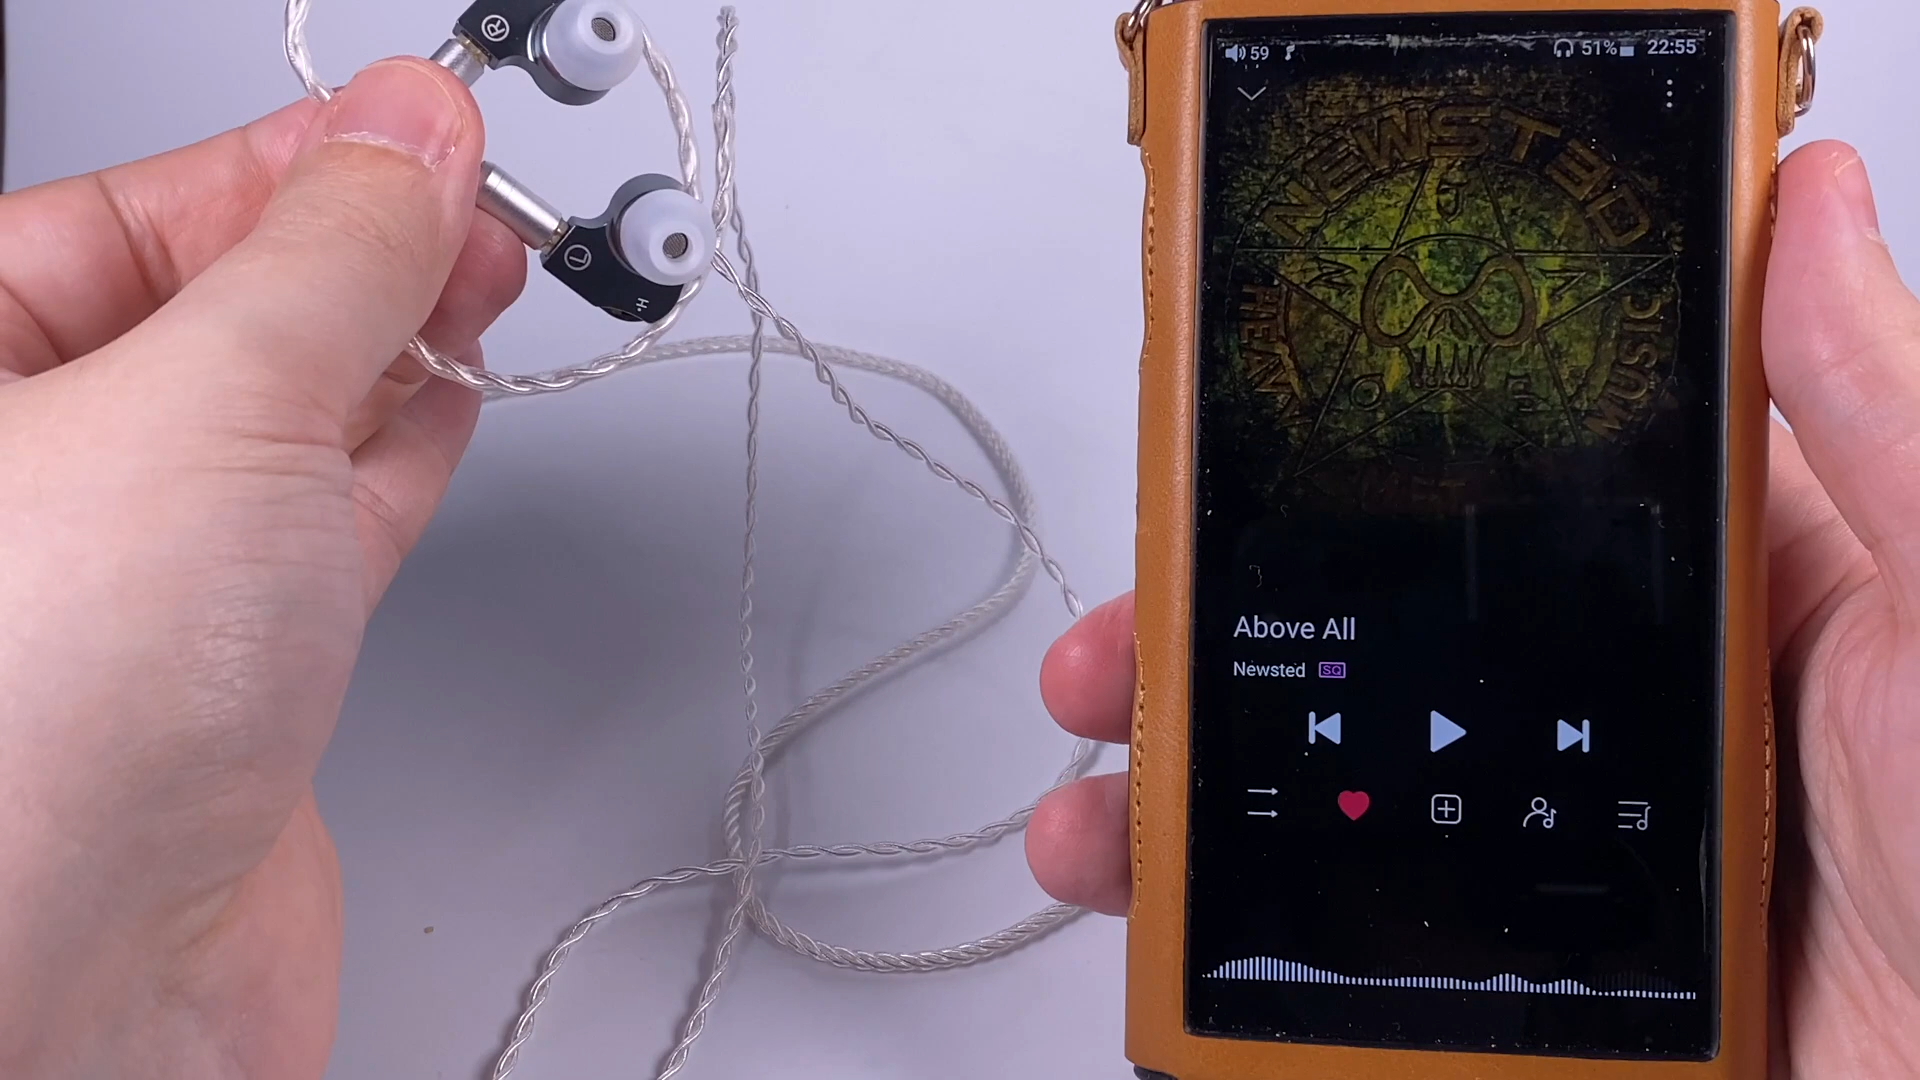 R
L
H
59
51%
22:55
NEWSTED
HEAVY
MUSIC
Above All
Newsted SQ